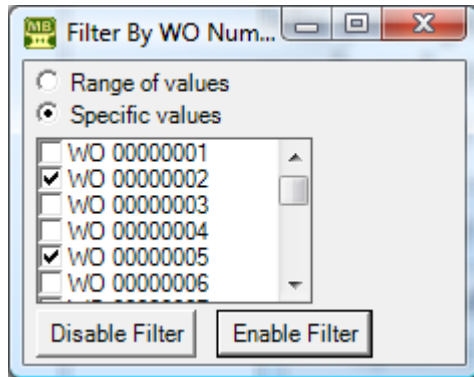 MB
Filter By WO Num...
Range of values
Specific values
WO 00000001
WO 00000002
WO 00000003
WO 00000004
WO 00000005
WO 00000006
Disable Filter
Enable Filter